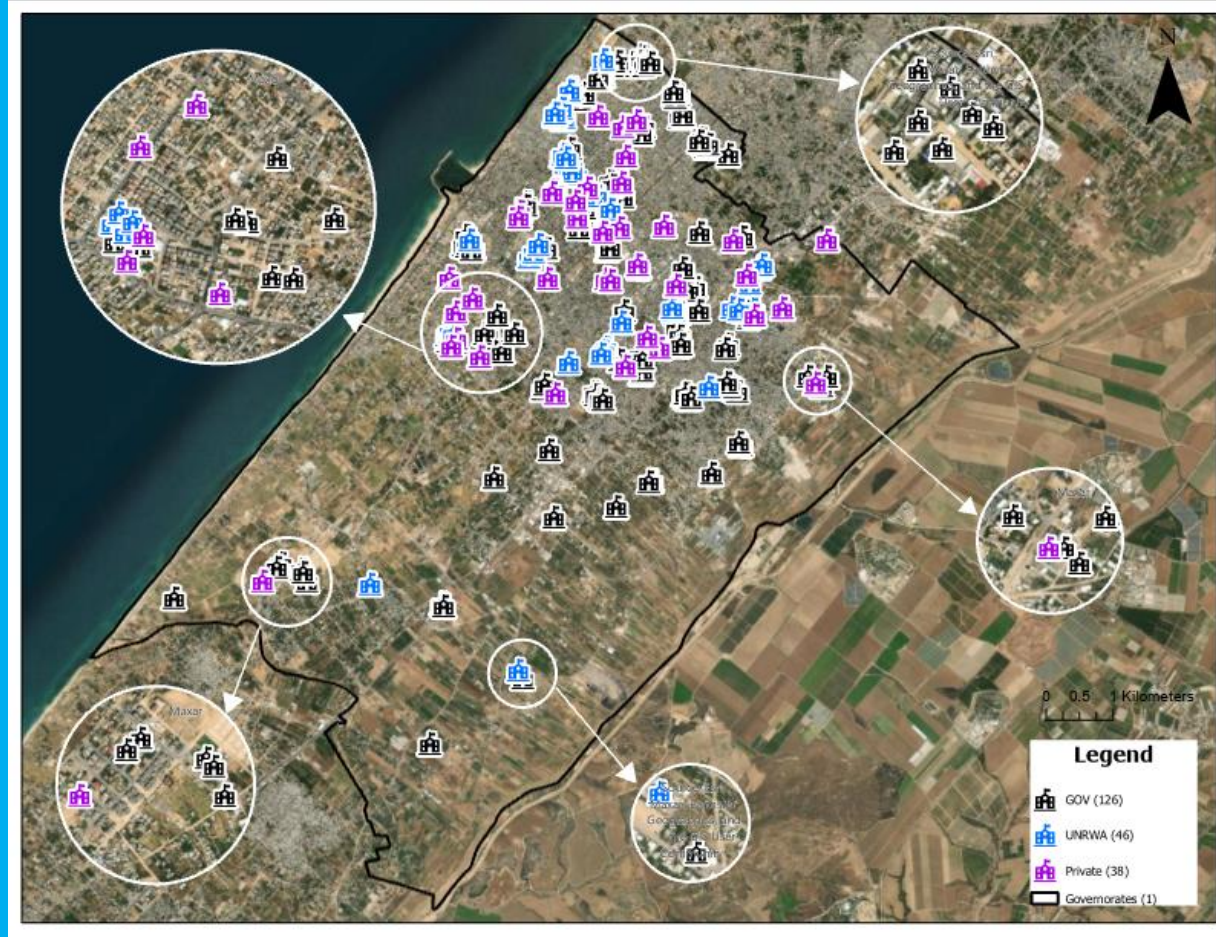 N
Maxar
Maxar
0 0.5 1 Kilometers
Legend
GOV (126)
UNRWA (46)
Private (38)
Governorates (1)